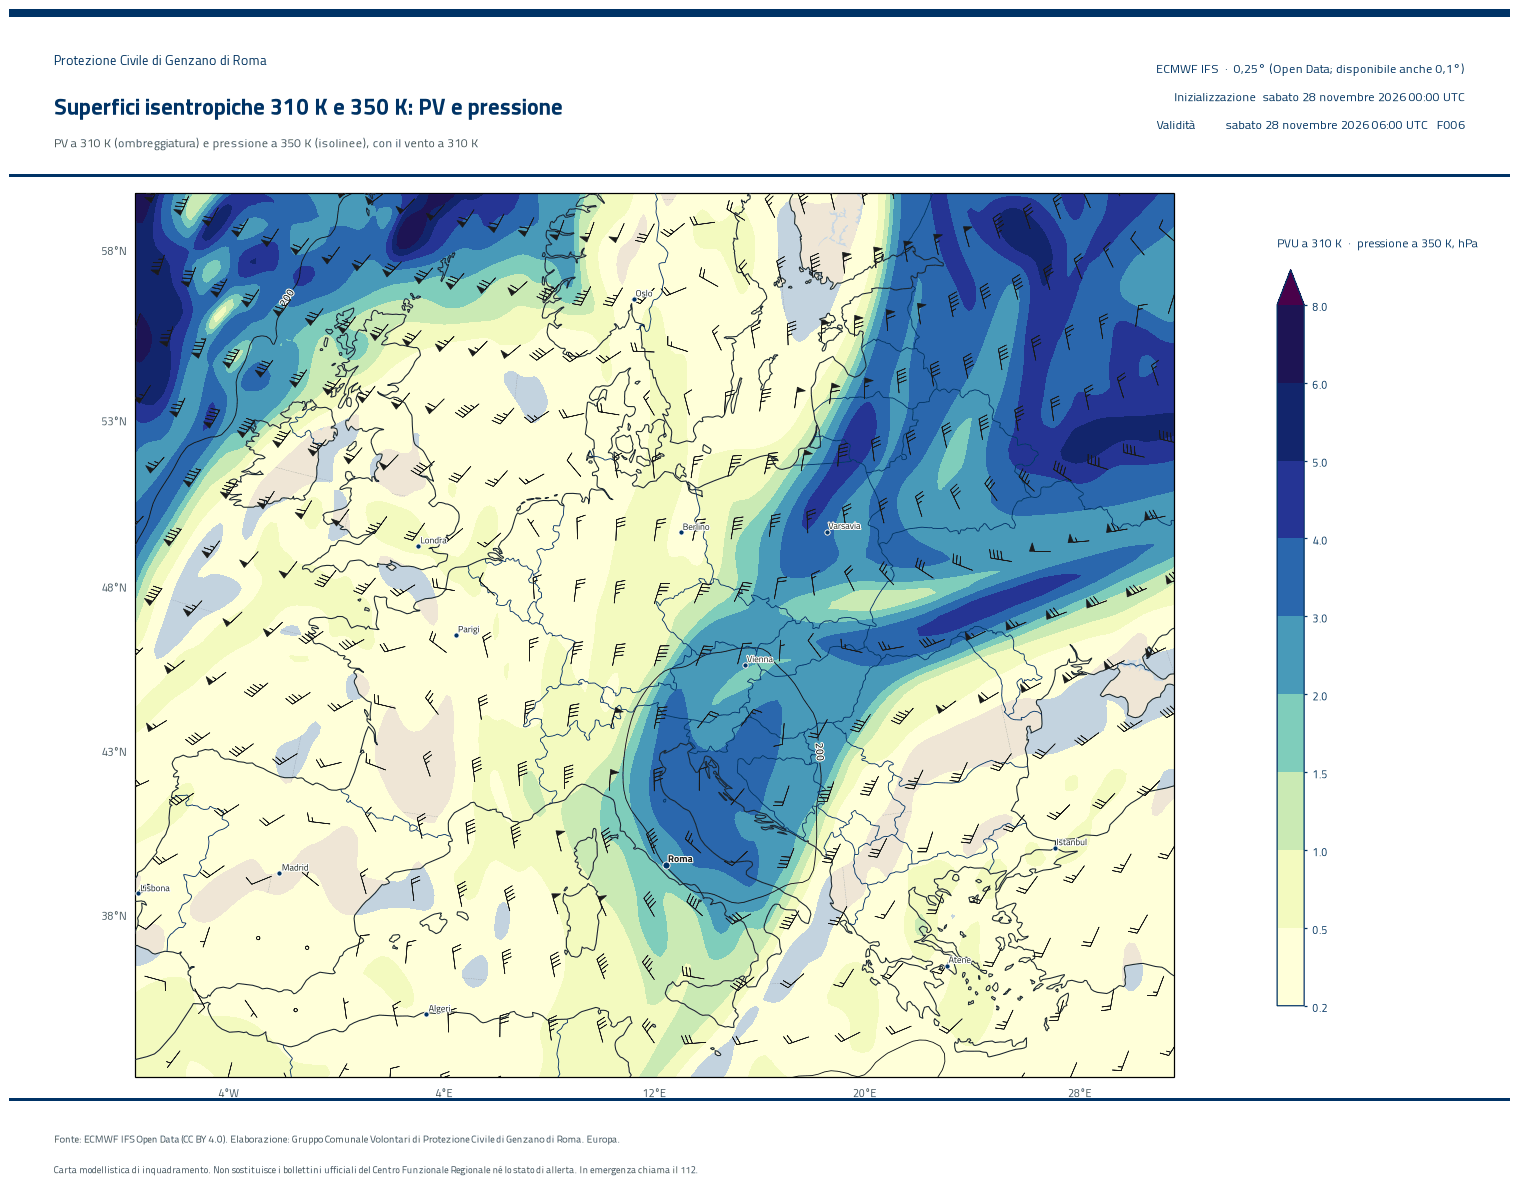 Protezione Civile di Genzano di Roma
Superfici isentropiche 310 K e 350 K: PV e pressione
PV a 310 K (ombreggiatura) e pressione a 350 K (isolinee), con il vento a 310 K
ECMWF IFS · 0,25° (Open Data; disponibile anche 0,1°)
Inizializzazione sabato 28 novembre 2026 00:00 UTC
Validità sabato 28 novembre 2026 06:00 UTC F006
PVU a 310 K · pressione a 350 K, hPa
8.0
6.0
5.0
4.0
3.0
2.0
1.5
1.0
0.5
0.2
58°N
53°N
48°N
43°N
38°N
4°W
4°E
12°E
20°E
28°E
200
Oslo
Berlino
Varsavia
Londra
Parigi
Vienna
200
Roma
Madrid
Lisbona
Istanbul
Atene
Algeri
Fonte: ECMWF IFS Open Data (CC BY 4.0). Elaborazione: Gruppo Comunale Volontari di Protezione Civile di Genzano di Roma. Europa.
Carta modellistica di inquadramento. Non sostituisce i bollettini ufficiali del Centro Funzionale Regionale né lo stato di allerta. In emergenza chiama il 112.